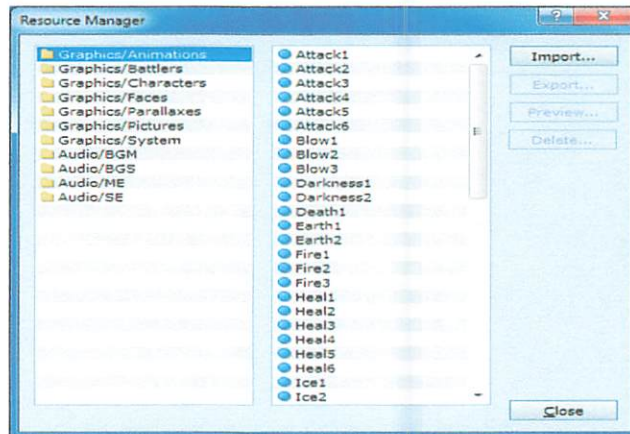 Resource Manager
Graphics/Animations
Graphics/Battlers
Graphics/Characters
Graphics/Faces
Graphics/Parallaxes
Graphics/Pictures
Graphics/System
Audio/BGM
Audio/BGS
Audio/ME
Audio/SE
Attack1
Attack2
Attack3
Attack4
Attack5
Attack6
Blow1
Blow2
Blow3
Darkness1
Darkness2
Death1
Earth1
Earth2
Fire1
Fire2
Fire3
Heal1
Heal2
Heal3
Heal4
Heal5
Heal6
Ice1
Ice2
Import...
Export...
Preview...
Delete...
Close